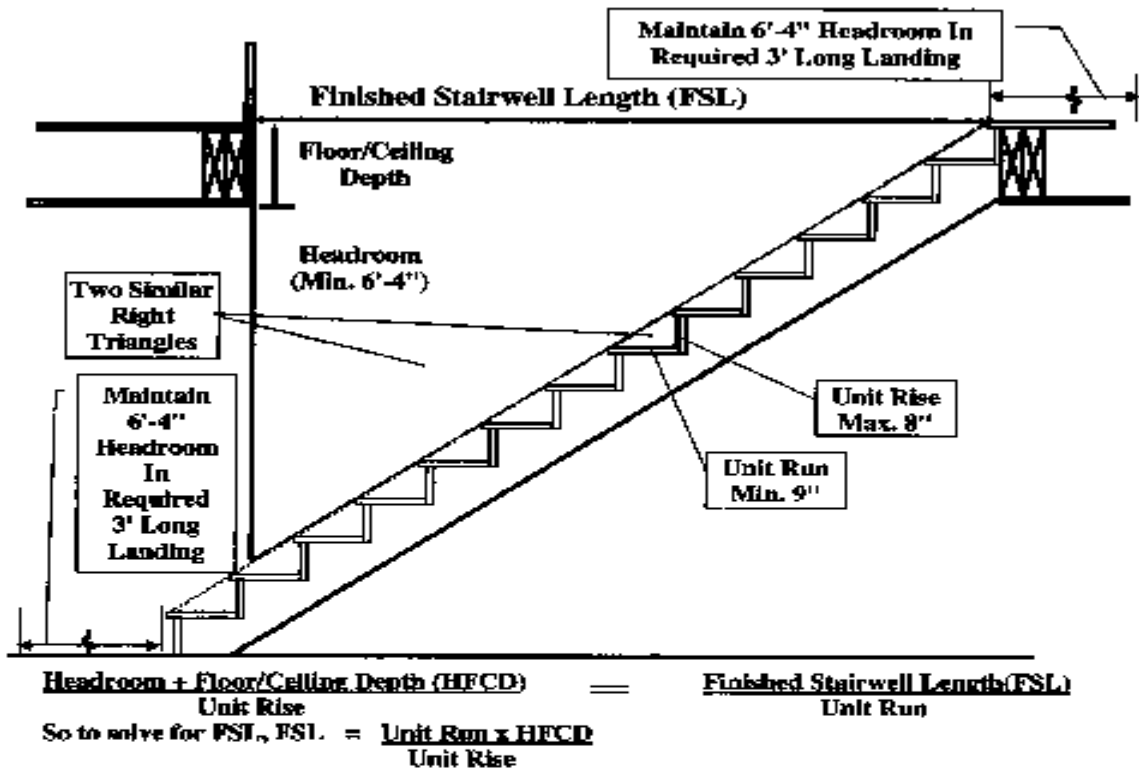 Maintain 6'-4" Headroom In
Required 3' Long Landing
Finished Stairwell Length (FSL)
Floor/Ceiling
Depth
Headroom
(Min. 6'-4")
Two Similar
Right
Triangles
Maintain
6'-4"
Headroom
In
Required
3' Long
Landing
Unit Rise
Max. 8"
Unit Run
Min. 9"
Headroom + Floor/Ceiling Depth (HFCD) = Finished Stairwell Length(FSL)
Unit Rise Unit Run
So to solve for FSL, FSL = Unit Run x HFCD
Unit Rise